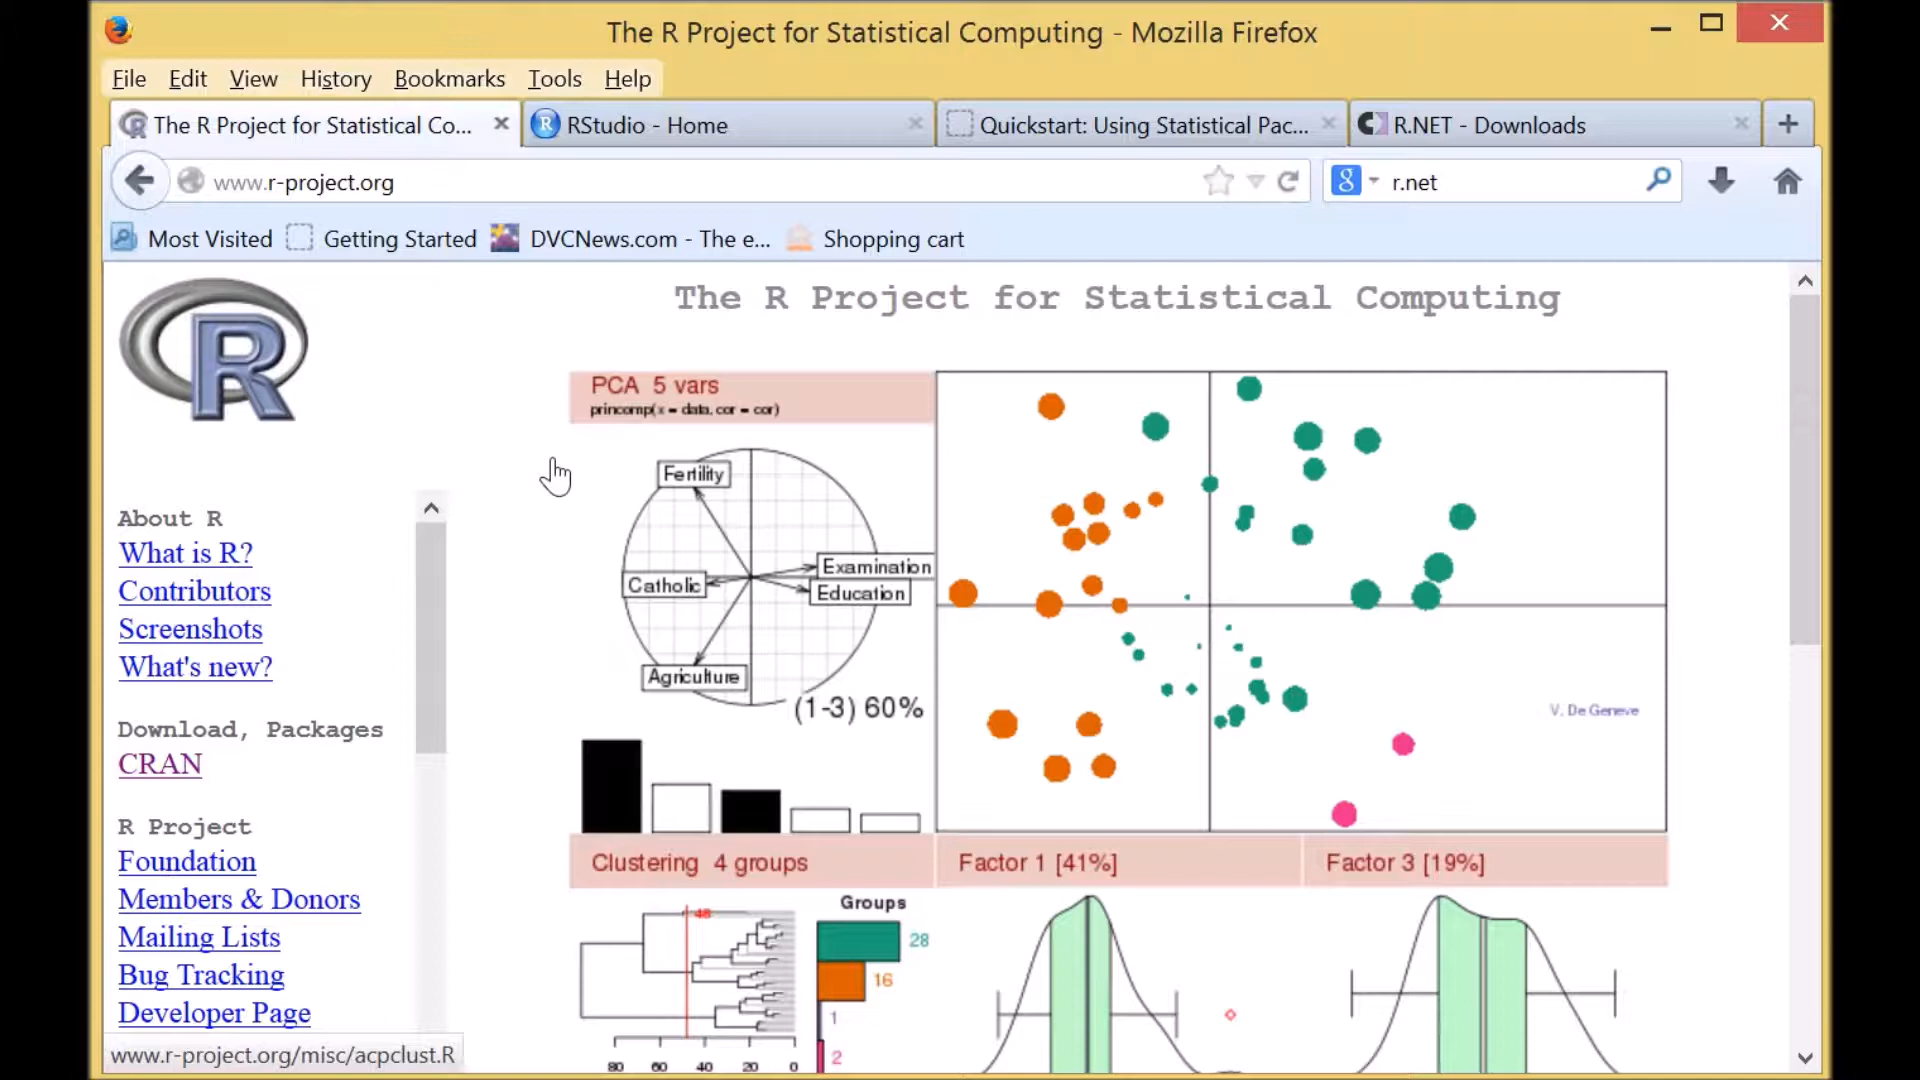 The R Project for Statistical Computing - Mozilla Firefox
File Edit View History Bookmarks Tools Help
The R Project for Statistical Co...
RStudio - Home
Quickstart: Using Statistical Pac...
R.NET - Downloads
www.r-project.org
r.net
Most Visited
Getting Started
DVCNews.com - The e...
Shopping cart
R
The R Project for Statistical Computing
About R
What is R?
Contributors
Screenshots
What's new?
Download, Packages
CRAN
R Project
Foundation
Members & Donors
Mailing Lists
Bug Tracking
Developer Page
PCA 5 vars
princomp(x = data, cor = cor)
Fertility
Examination
Catholic
Education
Agriculture
(1-3) 60%
V. De Geneve
Clustering 4 groups
Factor 1 [41%]
Factor 3 [19%]
48
Groups
28
16
1
2
80 60 40 20 0
www.r-project.org/misc/acpclust.R